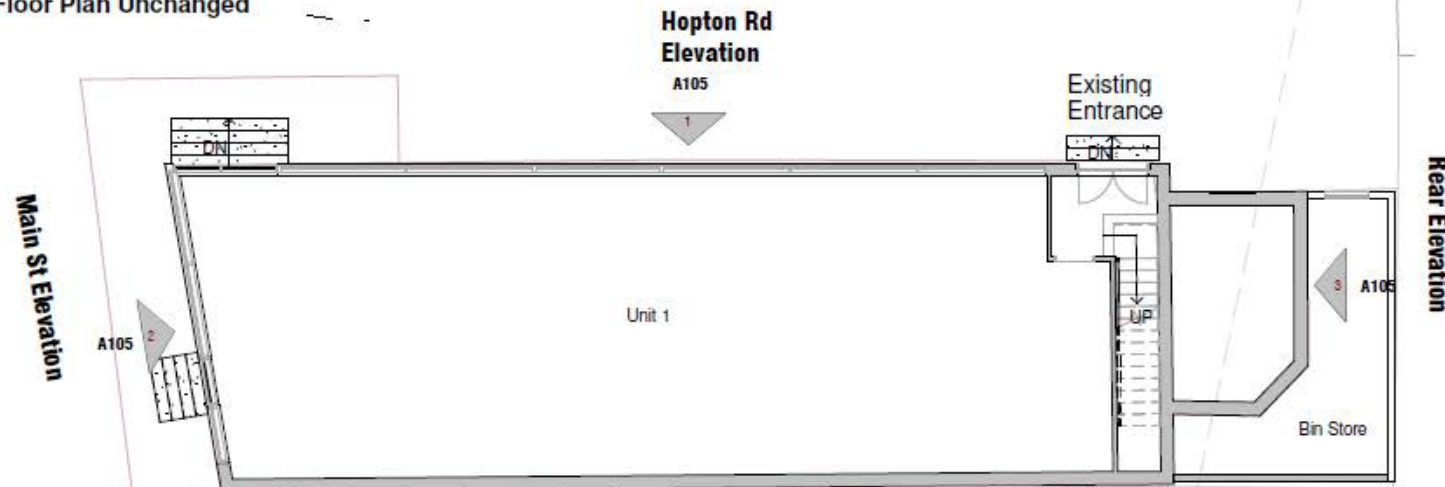 Floor Plan Unchanged
Hopton Rd
Elevation
A105
1
Existing
Entrance
DN
DN
Main St Elevation
A105
2
Unit 1
UP
3
A105
Rear Elevation
Bin Store